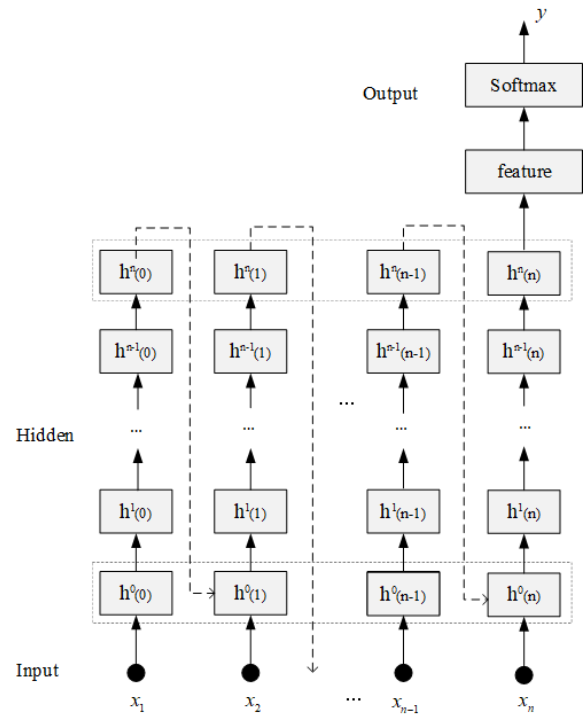 y
Output
Softmax
feature
hⁿ(0) hⁿ(1) hⁿ(n-1) hⁿ(n)
hⁿ⁻¹(0) hⁿ⁻¹(1) hⁿ⁻¹(n-1) hⁿ⁻¹(n)
...
Hidden ... ... ... ...
h¹(0) h¹(1) h¹(n-1) h¹(n)
h⁰(0) h⁰(1) h⁰(n-1) h⁰(n)
Input
x₁ x₂ ... xₙ₋₁ xₙ